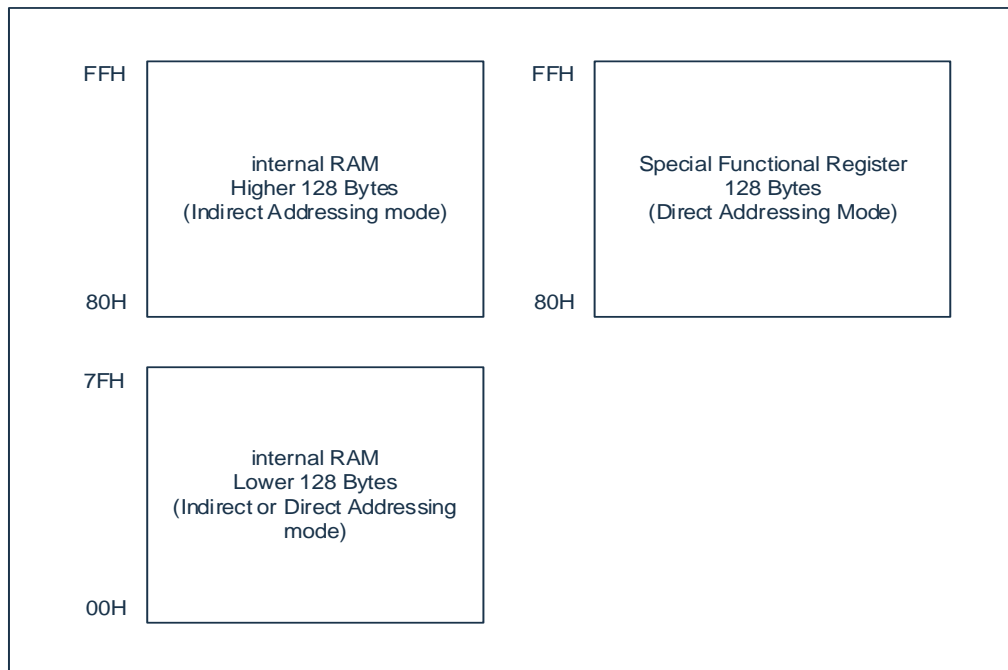 FFH
internal RAM
Higher 128 Bytes
(Indirect Addressing mode)
80H
FFH
Special Functional Register
128 Bytes
(Direct Addressing Mode)
80H
7FH
internal RAM
Lower 128 Bytes
(Indirect or Direct Addressing
mode)
00H